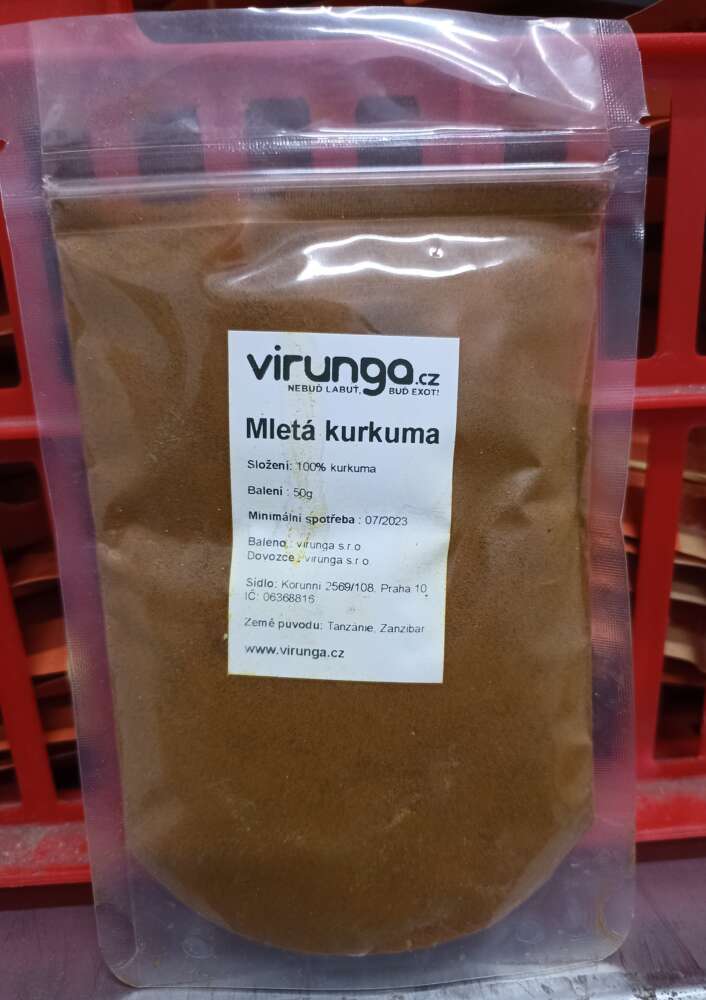 virunga.cz
NEBUĎ LABUŤ, BUĎ EXOT!
Mletá kurkuma
Složení: 100% kurkuma
Balení : 50g
Minimální spotřeba : 07/2023
Baleno : virunga s.r.o
Dovozce : virunga s.r.o.
Sídlo: Korunní 2569/108, Praha 10
IČ: 06368816
Země původu: Tanzánie, Zanzibar
www.virunga.cz